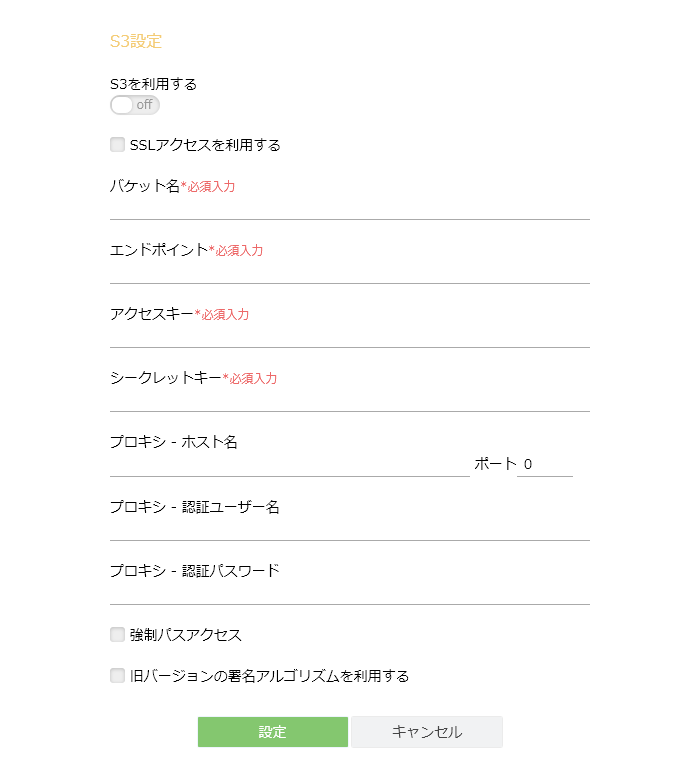 S3設定
S3を利用する
off
SSLアクセスを利用する
バケット名*必須入力
エンドポイント*必須入力
アクセスキー*必須入力
シークレットキー*必須入力
プロキシ - ホスト名
ポート 0
プロキシ - 認証ユーザー名
プロキシ - 認証パスワード
強制パスアクセス
旧バージョンの署名アルゴリズムを利用する
設定 キャンセル